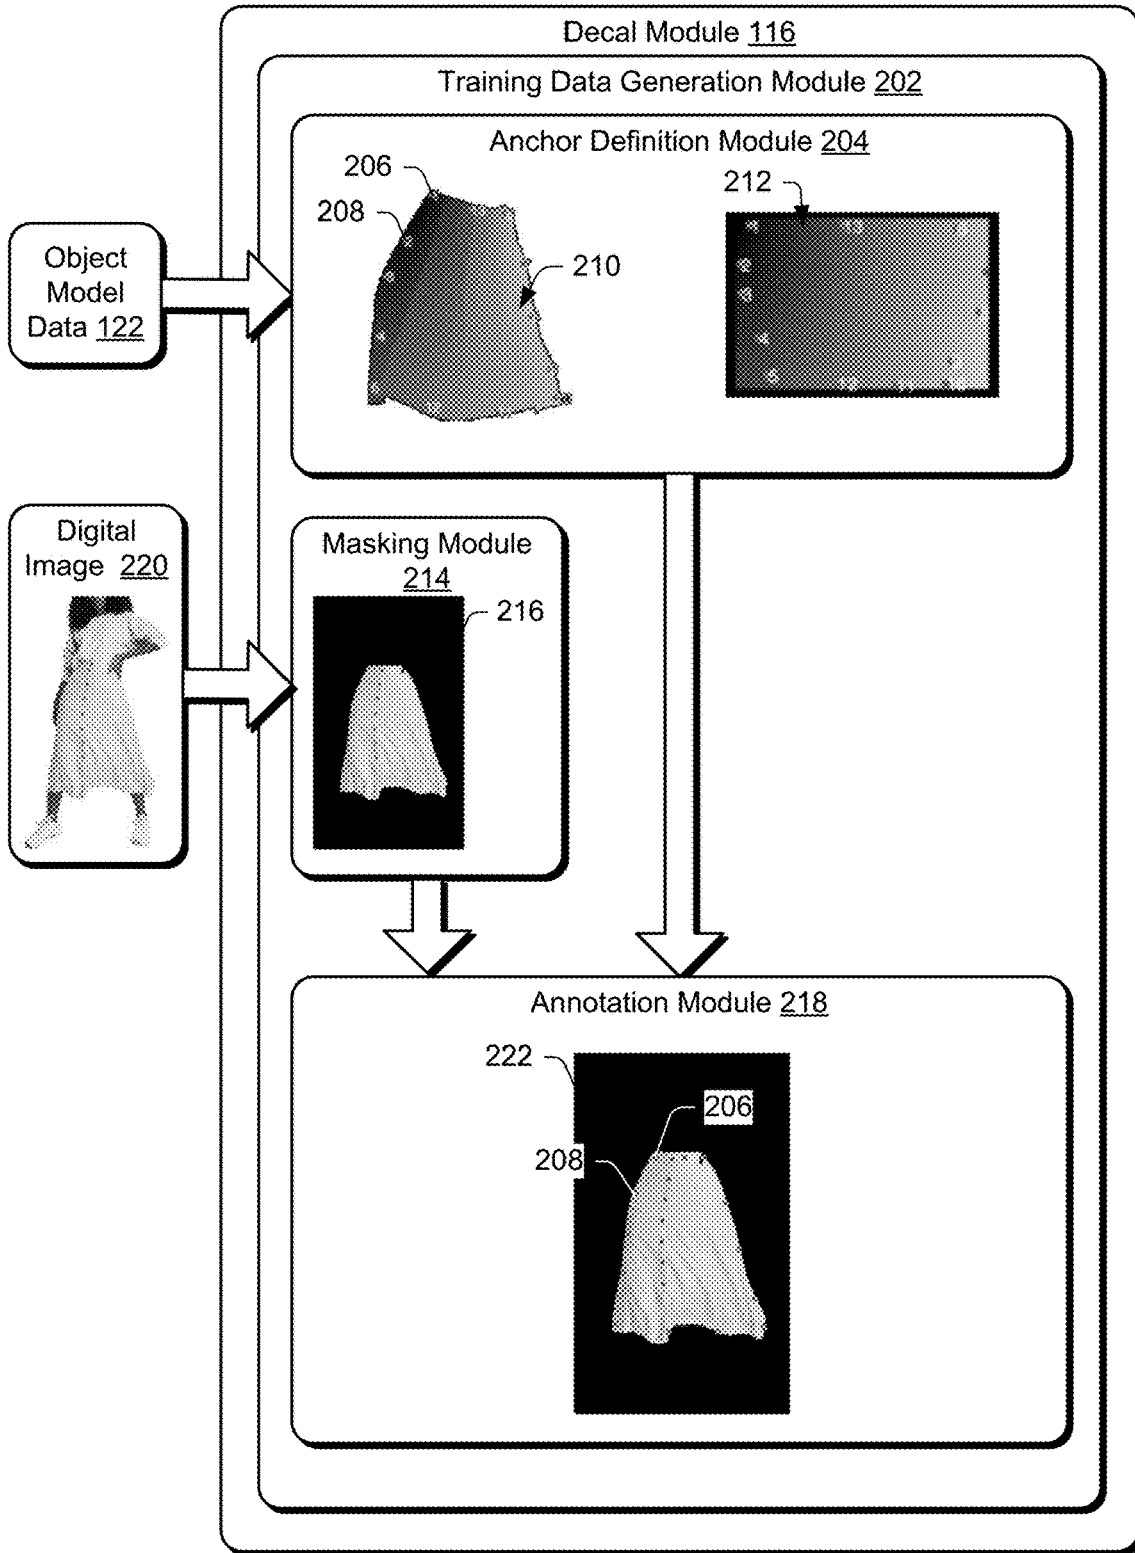 Decal Module 116
Training Data Generation Module 202
Anchor Definition Module 204
206
208
210
212
Object
Model
Data 122
Digital
Image 220
Masking Module
214
216
Annotation Module 218
222
206
208